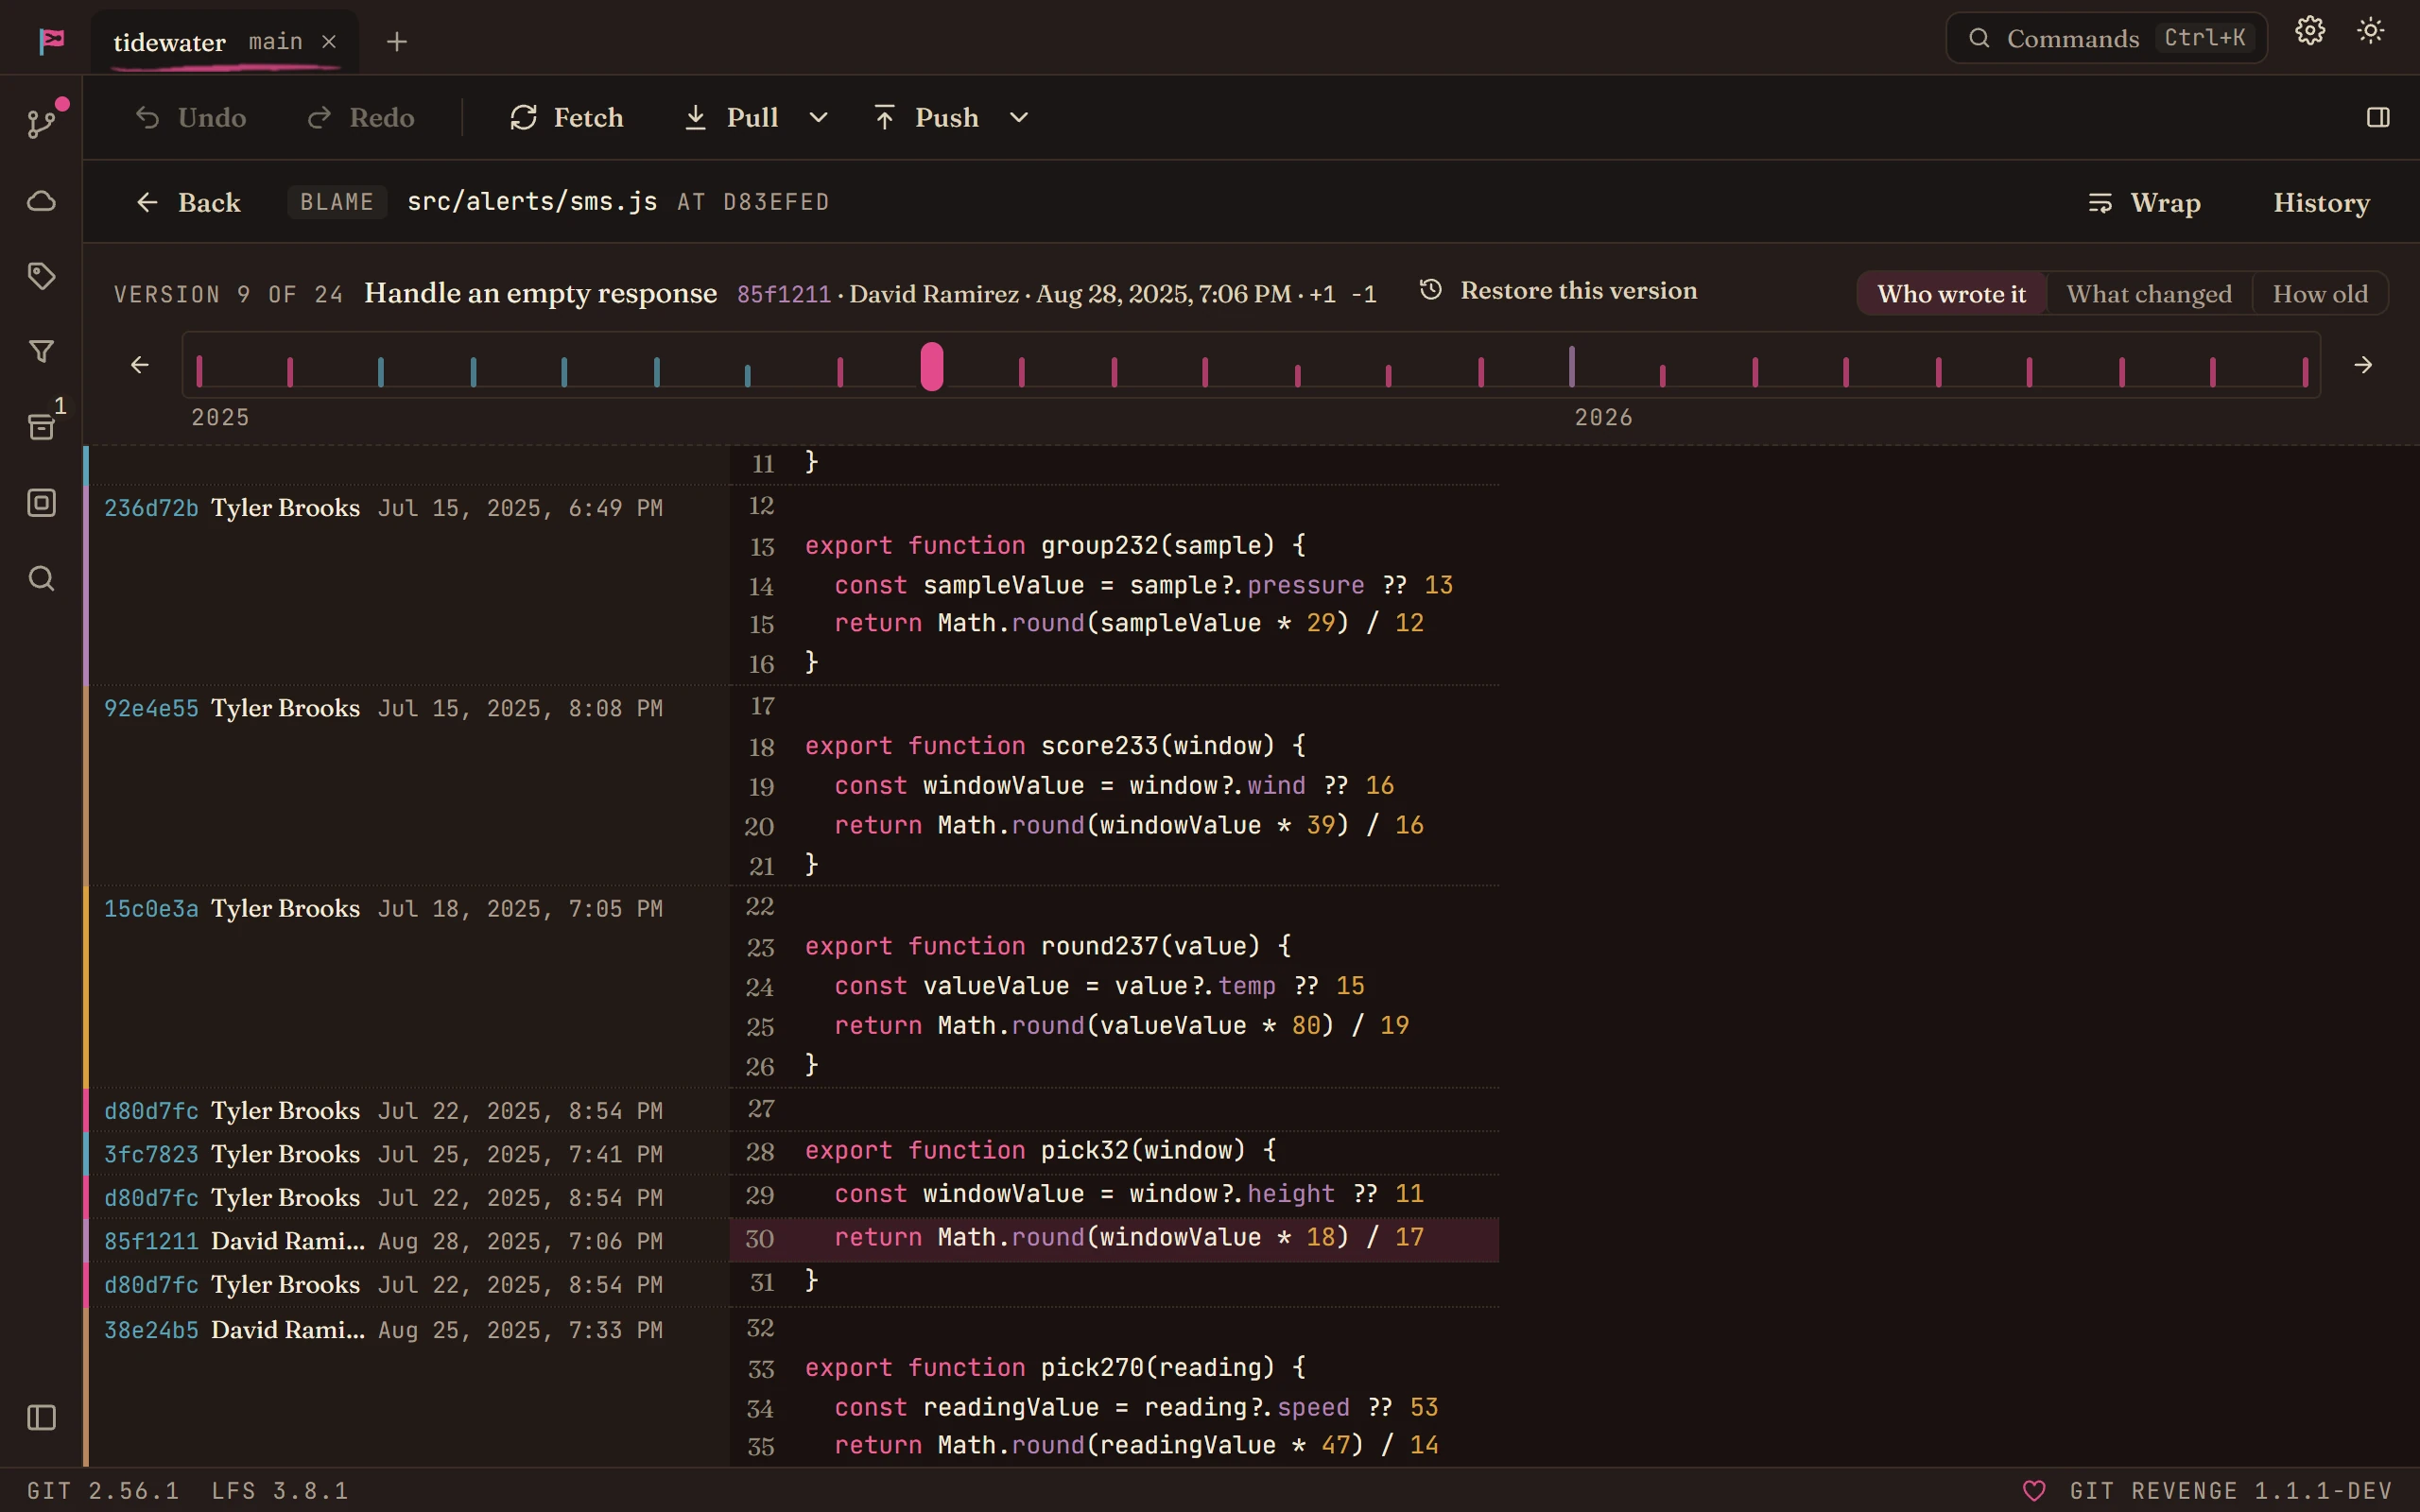 tidewater main
Commands Ctrl+K
Undo Redo Fetch Pull Push
Back BLAME src/alerts/sms.js AT D83EFED Wrap History
VERSION 9 OF 24 Handle an empty response 85f1211 · David Ramirez · Aug 28, 2025, 7:06 PM · +1 -1 Restore this version Who wrote it What changed How old
2025 2026
1
11 }
236d72b Tyler Brooks Jul 15, 2025, 6:49 PM 12
13 export function group232(sample) {
14 const sampleValue = sample?.pressure ?? 13
15 return Math.round(sampleValue * 29) / 12
16 }
92e4e55 Tyler Brooks Jul 15, 2025, 8:08 PM 17
18 export function score233(window) {
19 const windowValue = window?.wind ?? 16
20 return Math.round(windowValue * 39) / 16
21 }
15c0e3a Tyler Brooks Jul 18, 2025, 7:05 PM 22
23 export function round237(value) {
24 const valueValue = value?.temp ?? 15
25 return Math.round(valueValue * 80) / 19
26 }
d80d7fc Tyler Brooks Jul 22, 2025, 8:54 PM 27
3fc7823 Tyler Brooks Jul 25, 2025, 7:41 PM 28 export function pick32(window) {
d80d7fc Tyler Brooks Jul 22, 2025, 8:54 PM 29 const windowValue = window?.height ?? 11
85f1211 David Rami... Aug 28, 2025, 7:06 PM 30 return Math.round(windowValue * 18) / 17
d80d7fc Tyler Brooks Jul 22, 2025, 8:54 PM 31 }
38e24b5 David Rami... Aug 25, 2025, 7:33 PM 32
33 export function pick270(reading) {
34 const readingValue = reading?.speed ?? 53
35 return Math.round(readingValue * 47) / 14
GIT 2.56.1 LFS 3.8.1 GIT REVENGE 1.1.1-DEV